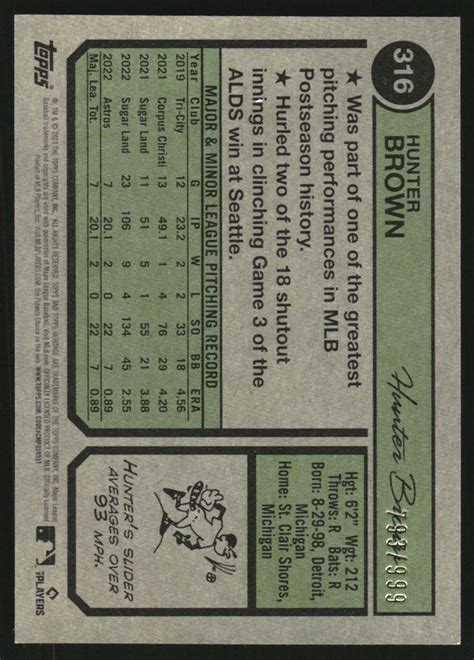 316
HUNTER
BROWN
Hunter Brown
793/999
★ Was part of one of the greatest
pitching performances in MLB
Postseason history.
★ Hurled two of the 18 shutout
innings in clinching Game 3 of the
ALDS win at Seattle.
Hgt: 6'2" Wgt: 212
Throws: R Bats: R
Born: 8-29-98, Detroit,
Michigan
Home: St. Clair Shores,
Michigan
MAJOR & MINOR LEAGUE PITCHING RECORD
Year Club G IP W L SO BB ERA
2019 Tri-City 12 23.2 2 2 33 18 4.56
2021 Corpus Christi 13 49.1 1 4 76 29 4.20
2021 Sugar Land 11 51 5 1 55 21 3.88
2022 Sugar Land 23 106 9 4 134 45 2.55
2022 Astros 7 20.1 2 0 22 7 0.89
Maj. Lea. Tot. 7 20.1 2 0 22 7 0.89
HUNTER'S SLIDER
AVERAGES OVER
93 MPH.
topps
PLAYERS